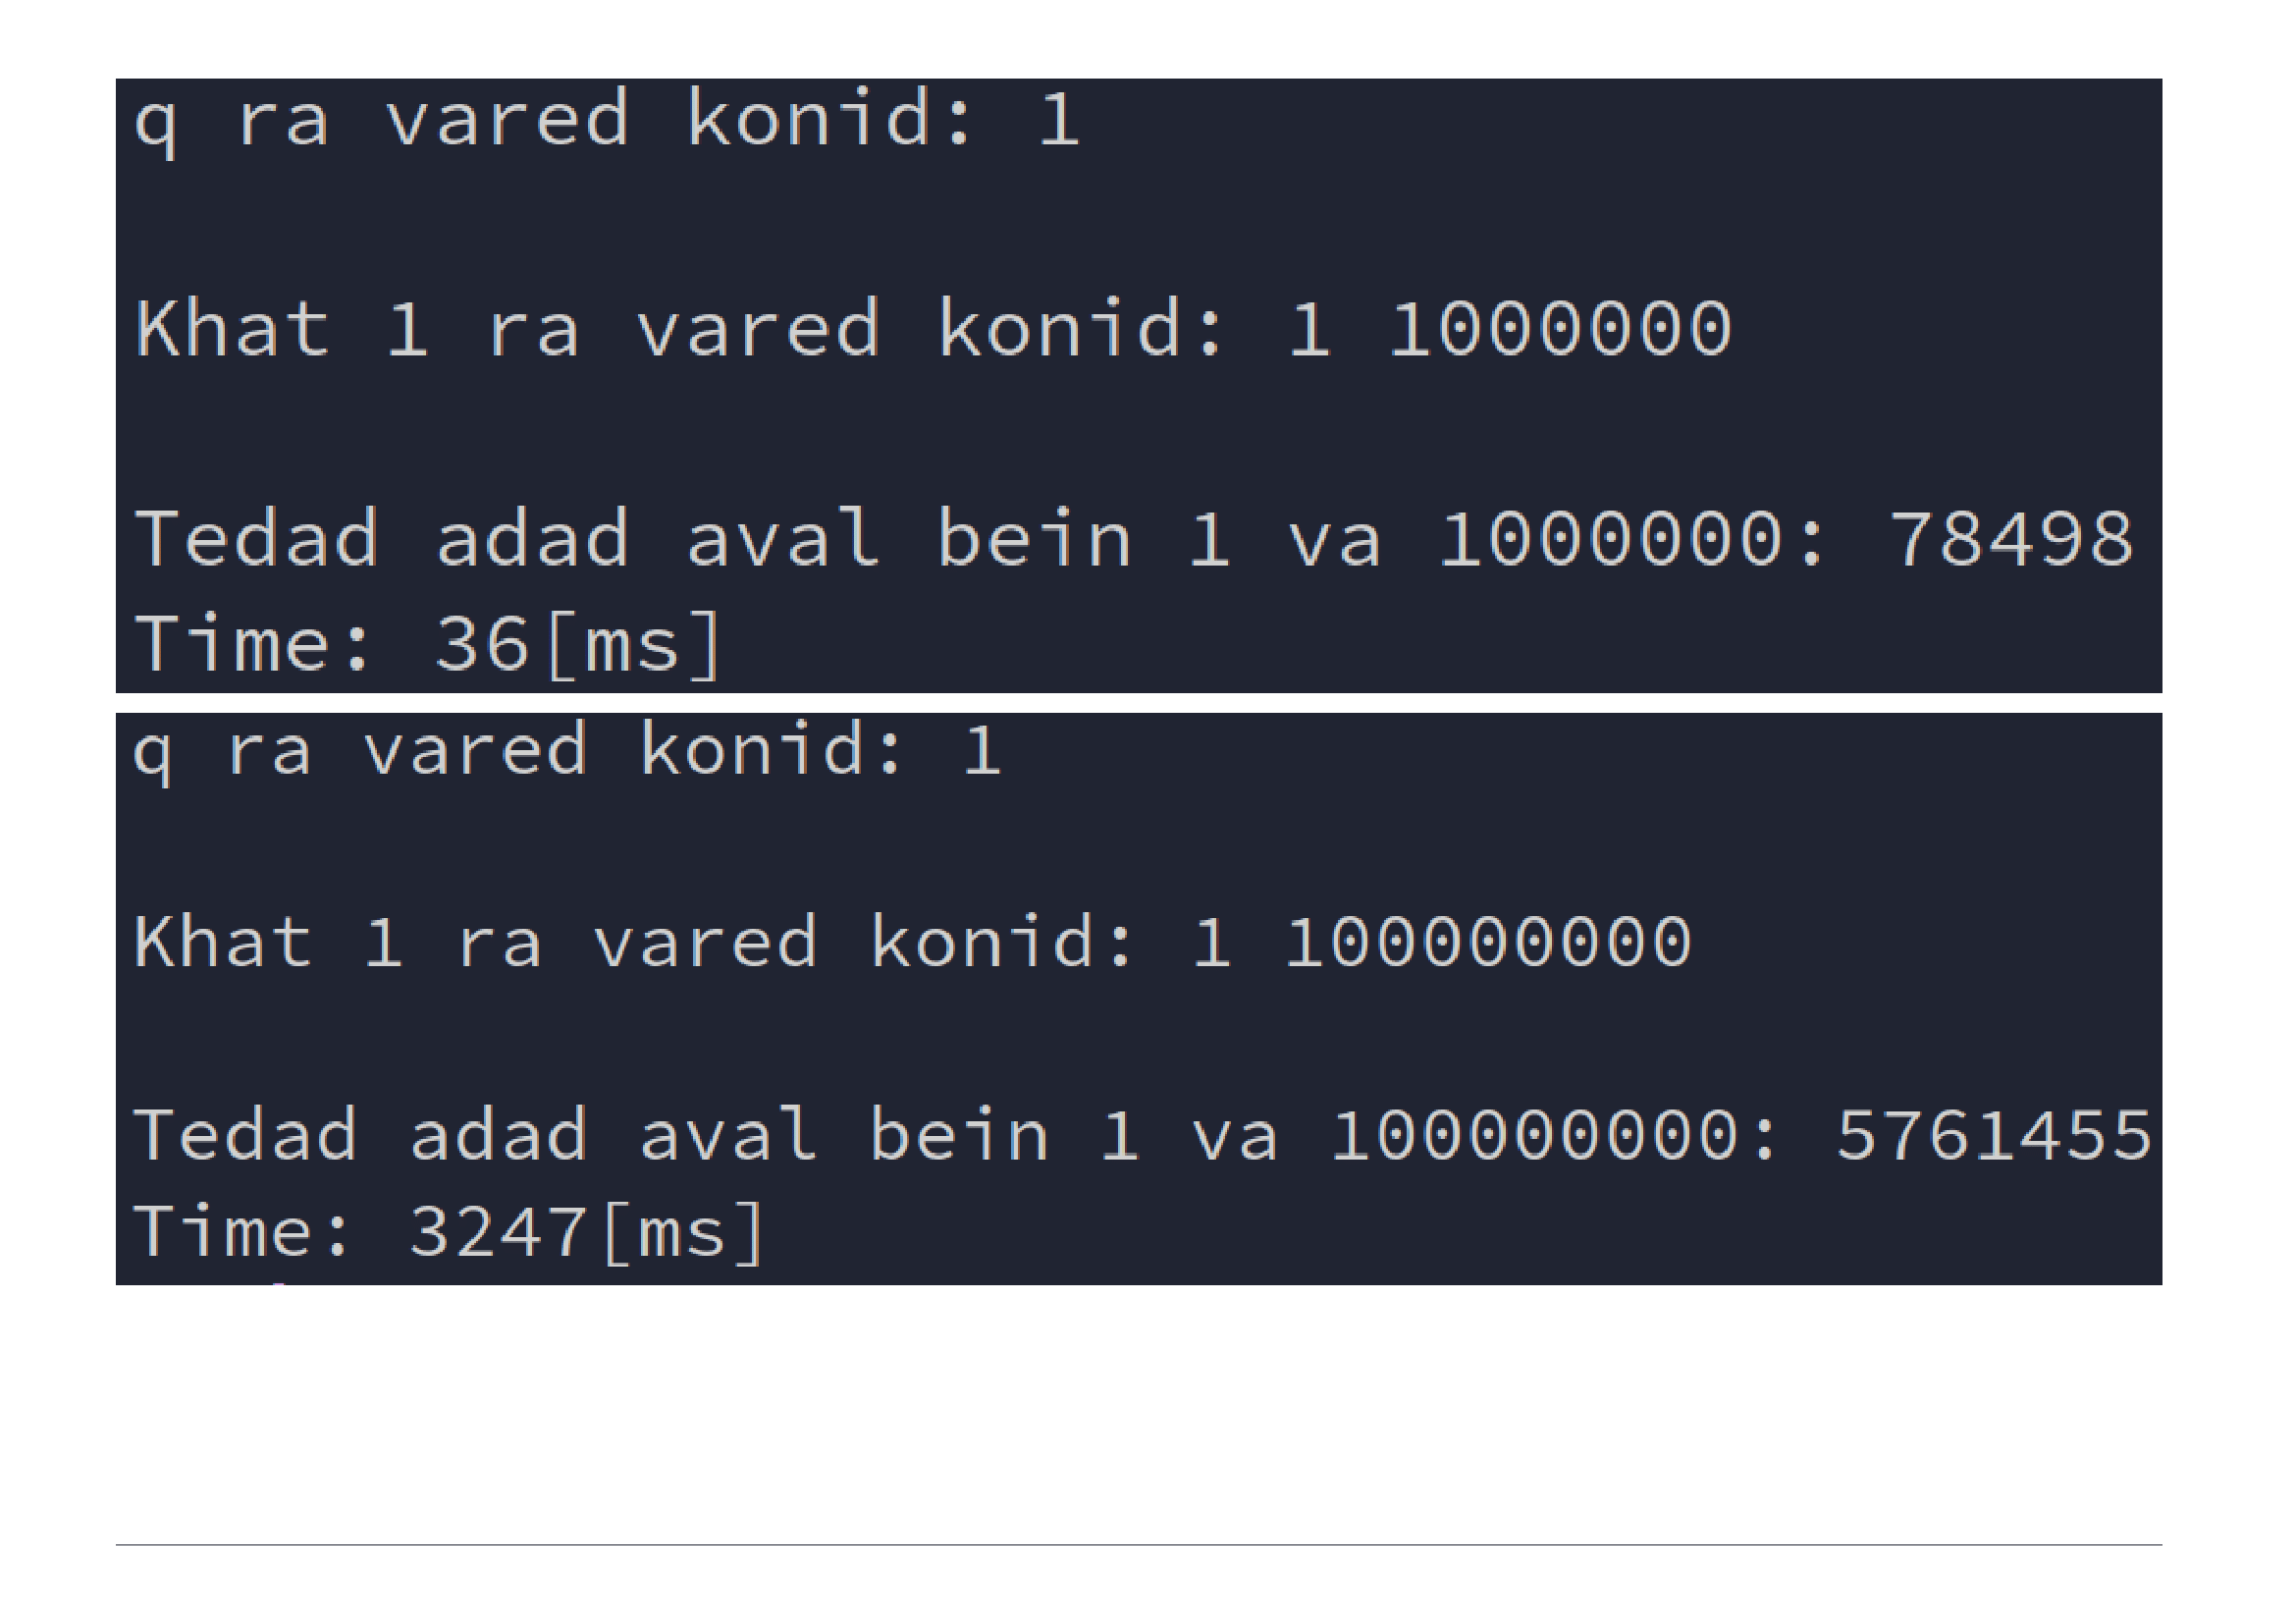 q ra vared konid: 1
Khat 1 ra vared konid: 1 1000000
Tedad adad aval bein 1 va 1000000: 78498
Time: 36[ms]
q ra vared konid: 1
Khat 1 ra vared konid: 1 100000000
Tedad adad aval bein 1 va 100000000: 5761455
Time: 3247[ms]